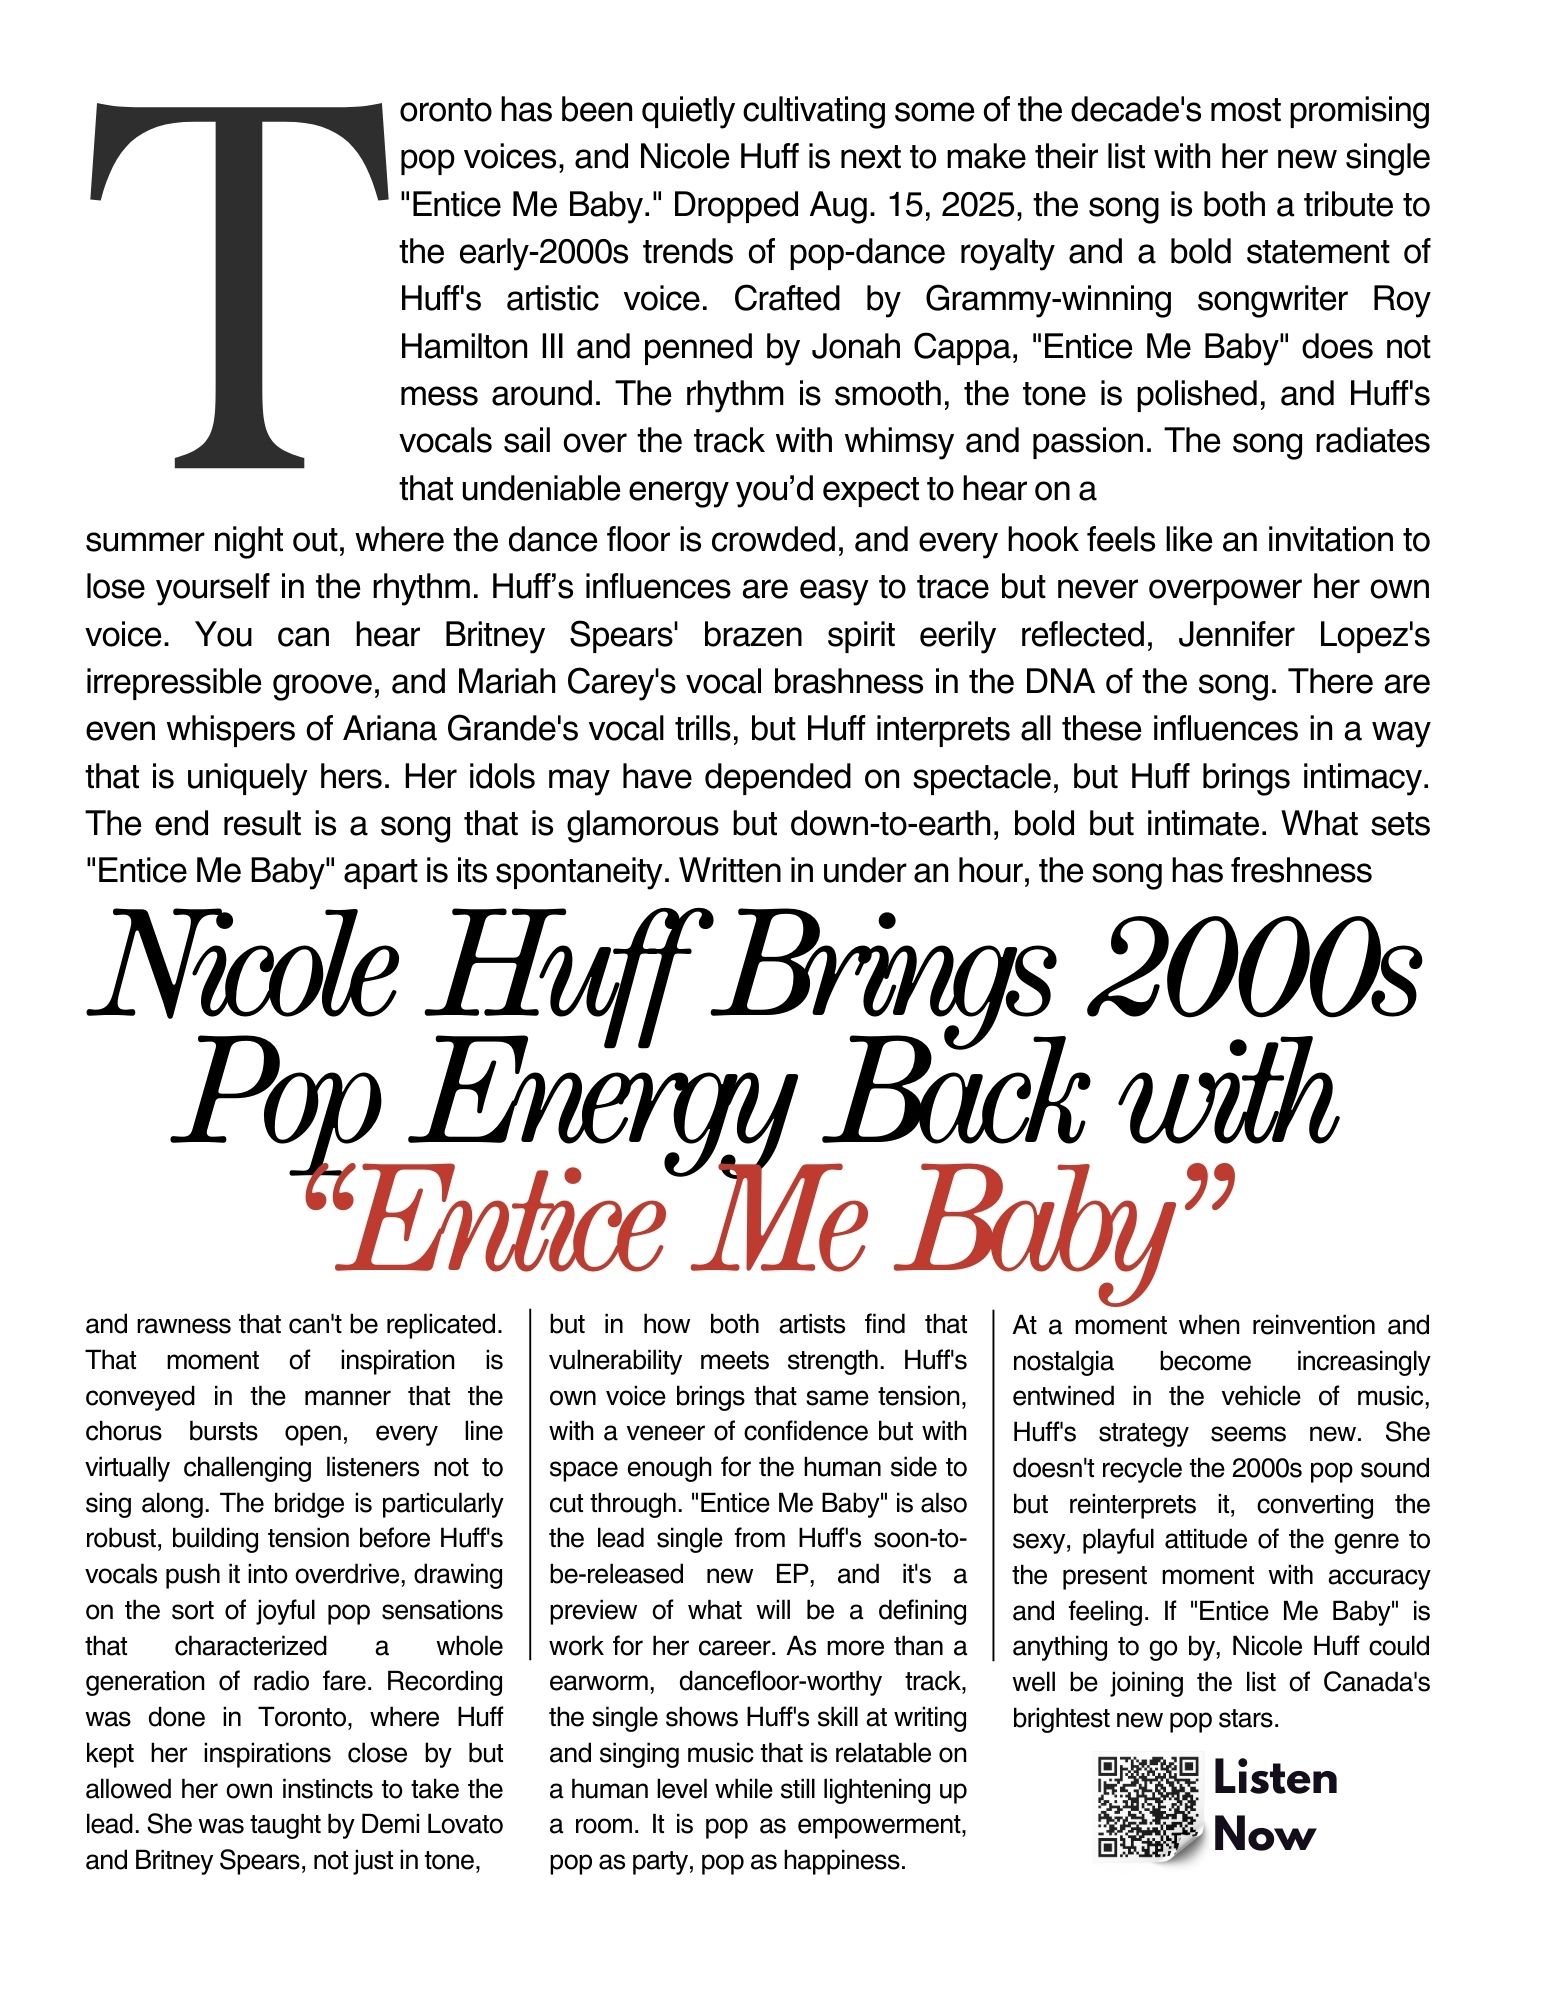 Toronto has been quietly cultivating some of the decade's most promising
pop voices, and Nicole Huff is next to make their list with her new single
"Entice Me Baby." Dropped Aug. 15, 2025, the song is both a tribute to
the early-2000s trends of pop-dance royalty and a bold statement of
Huff's artistic voice. Crafted by Grammy-winning songwriter Roy
Hamilton III and penned by Jonah Cappa, "Entice Me Baby" does not
mess around. The rhythm is smooth, the tone is polished, and Huff's
vocals sail over the track with whimsy and passion. The song radiates
that undeniable energy you’d expect to hear on a
summer night out, where the dance floor is crowded, and every hook feels like an invitation to
lose yourself in the rhythm. Huff’s influences are easy to trace but never overpower her own
voice. You can hear Britney Spears' brazen spirit eerily reflected, Jennifer Lopez's
irrepressible groove, and Mariah Carey's vocal brashness in the DNA of the song. There are
even whispers of Ariana Grande's vocal trills, but Huff interprets all these influences in a way
that is uniquely hers. Her idols may have depended on spectacle, but Huff brings intimacy.
The end result is a song that is glamorous but down-to-earth, bold but intimate. What sets
"Entice Me Baby" apart is its spontaneity. Written in under an hour, the song has freshness
Nicole Huff Brings 2000s
Pop Energy Back with
“Entice Me Baby”
and rawness that can't be replicated.
That moment of inspiration is
conveyed in the manner that the
chorus bursts open, every line
virtually challenging listeners not to
sing along. The bridge is particularly
robust, building tension before Huff's
vocals push it into overdrive, drawing
on the sort of joyful pop sensations
that characterized a whole
generation of radio fare. Recording
was done in Toronto, where Huff
kept her inspirations close by but
allowed her own instincts to take the
lead. She was taught by Demi Lovato
and Britney Spears, not just in tone,
but in how both artists find that
vulnerability meets strength. Huff's
own voice brings that same tension,
with a veneer of confidence but with
space enough for the human side to
cut through. "Entice Me Baby" is also
the lead single from Huff's soon-to-
be-released new EP, and it's a
preview of what will be a defining
work for her career. As more than a
earworm, dancefloor-worthy track,
the single shows Huff's skill at writing
and singing music that is relatable on
a human level while still lightening up
a room. It is pop as empowerment,
pop as party, pop as happiness.
At a moment when reinvention and
nostalgia become increasingly
entwined in the vehicle of music,
Huff's strategy seems new. She
doesn't recycle the 2000s pop sound
but reinterprets it, converting the
sexy, playful attitude of the genre to
the present moment with accuracy
and feeling. If "Entice Me Baby" is
anything to go by, Nicole Huff could
well be joining the list of Canada's
brightest new pop stars.
Listen
Now